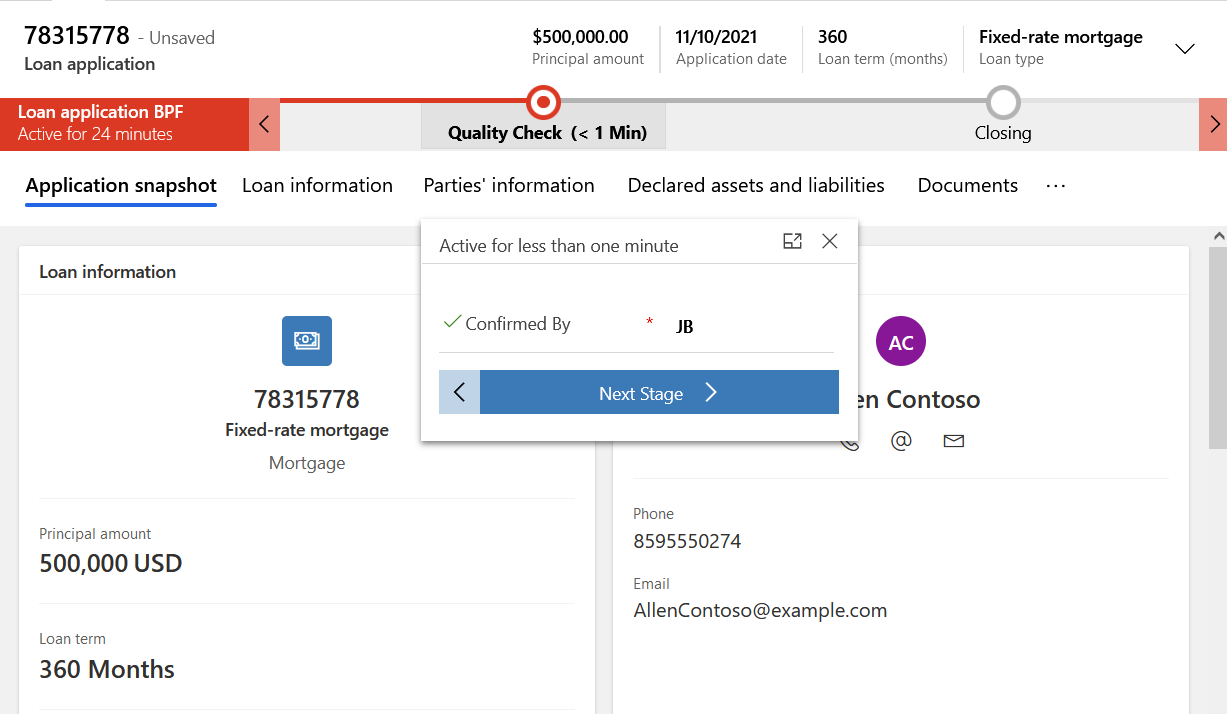 78315778 - Unsaved
Loan application
$500,000.00
Principal amount
11/10/2021
Application date
360
Loan term (months)
Fixed-rate mortgage
Loan type
Loan application BPF
Active for 24 minutes
Quality Check (< 1 Min)
Closing
Application snapshot
Loan information
Parties' information
Declared assets and liabilities
Documents
...
Active for less than one minute
Confirmed By * JB
Next Stage
Loan information
78315778
Fixed-rate mortgage
Mortgage
Principal amount
500,000 USD
Loan term
360 Months
AC
en Contoso
@
Phone
8595550274
Email
AllenContoso@example.com